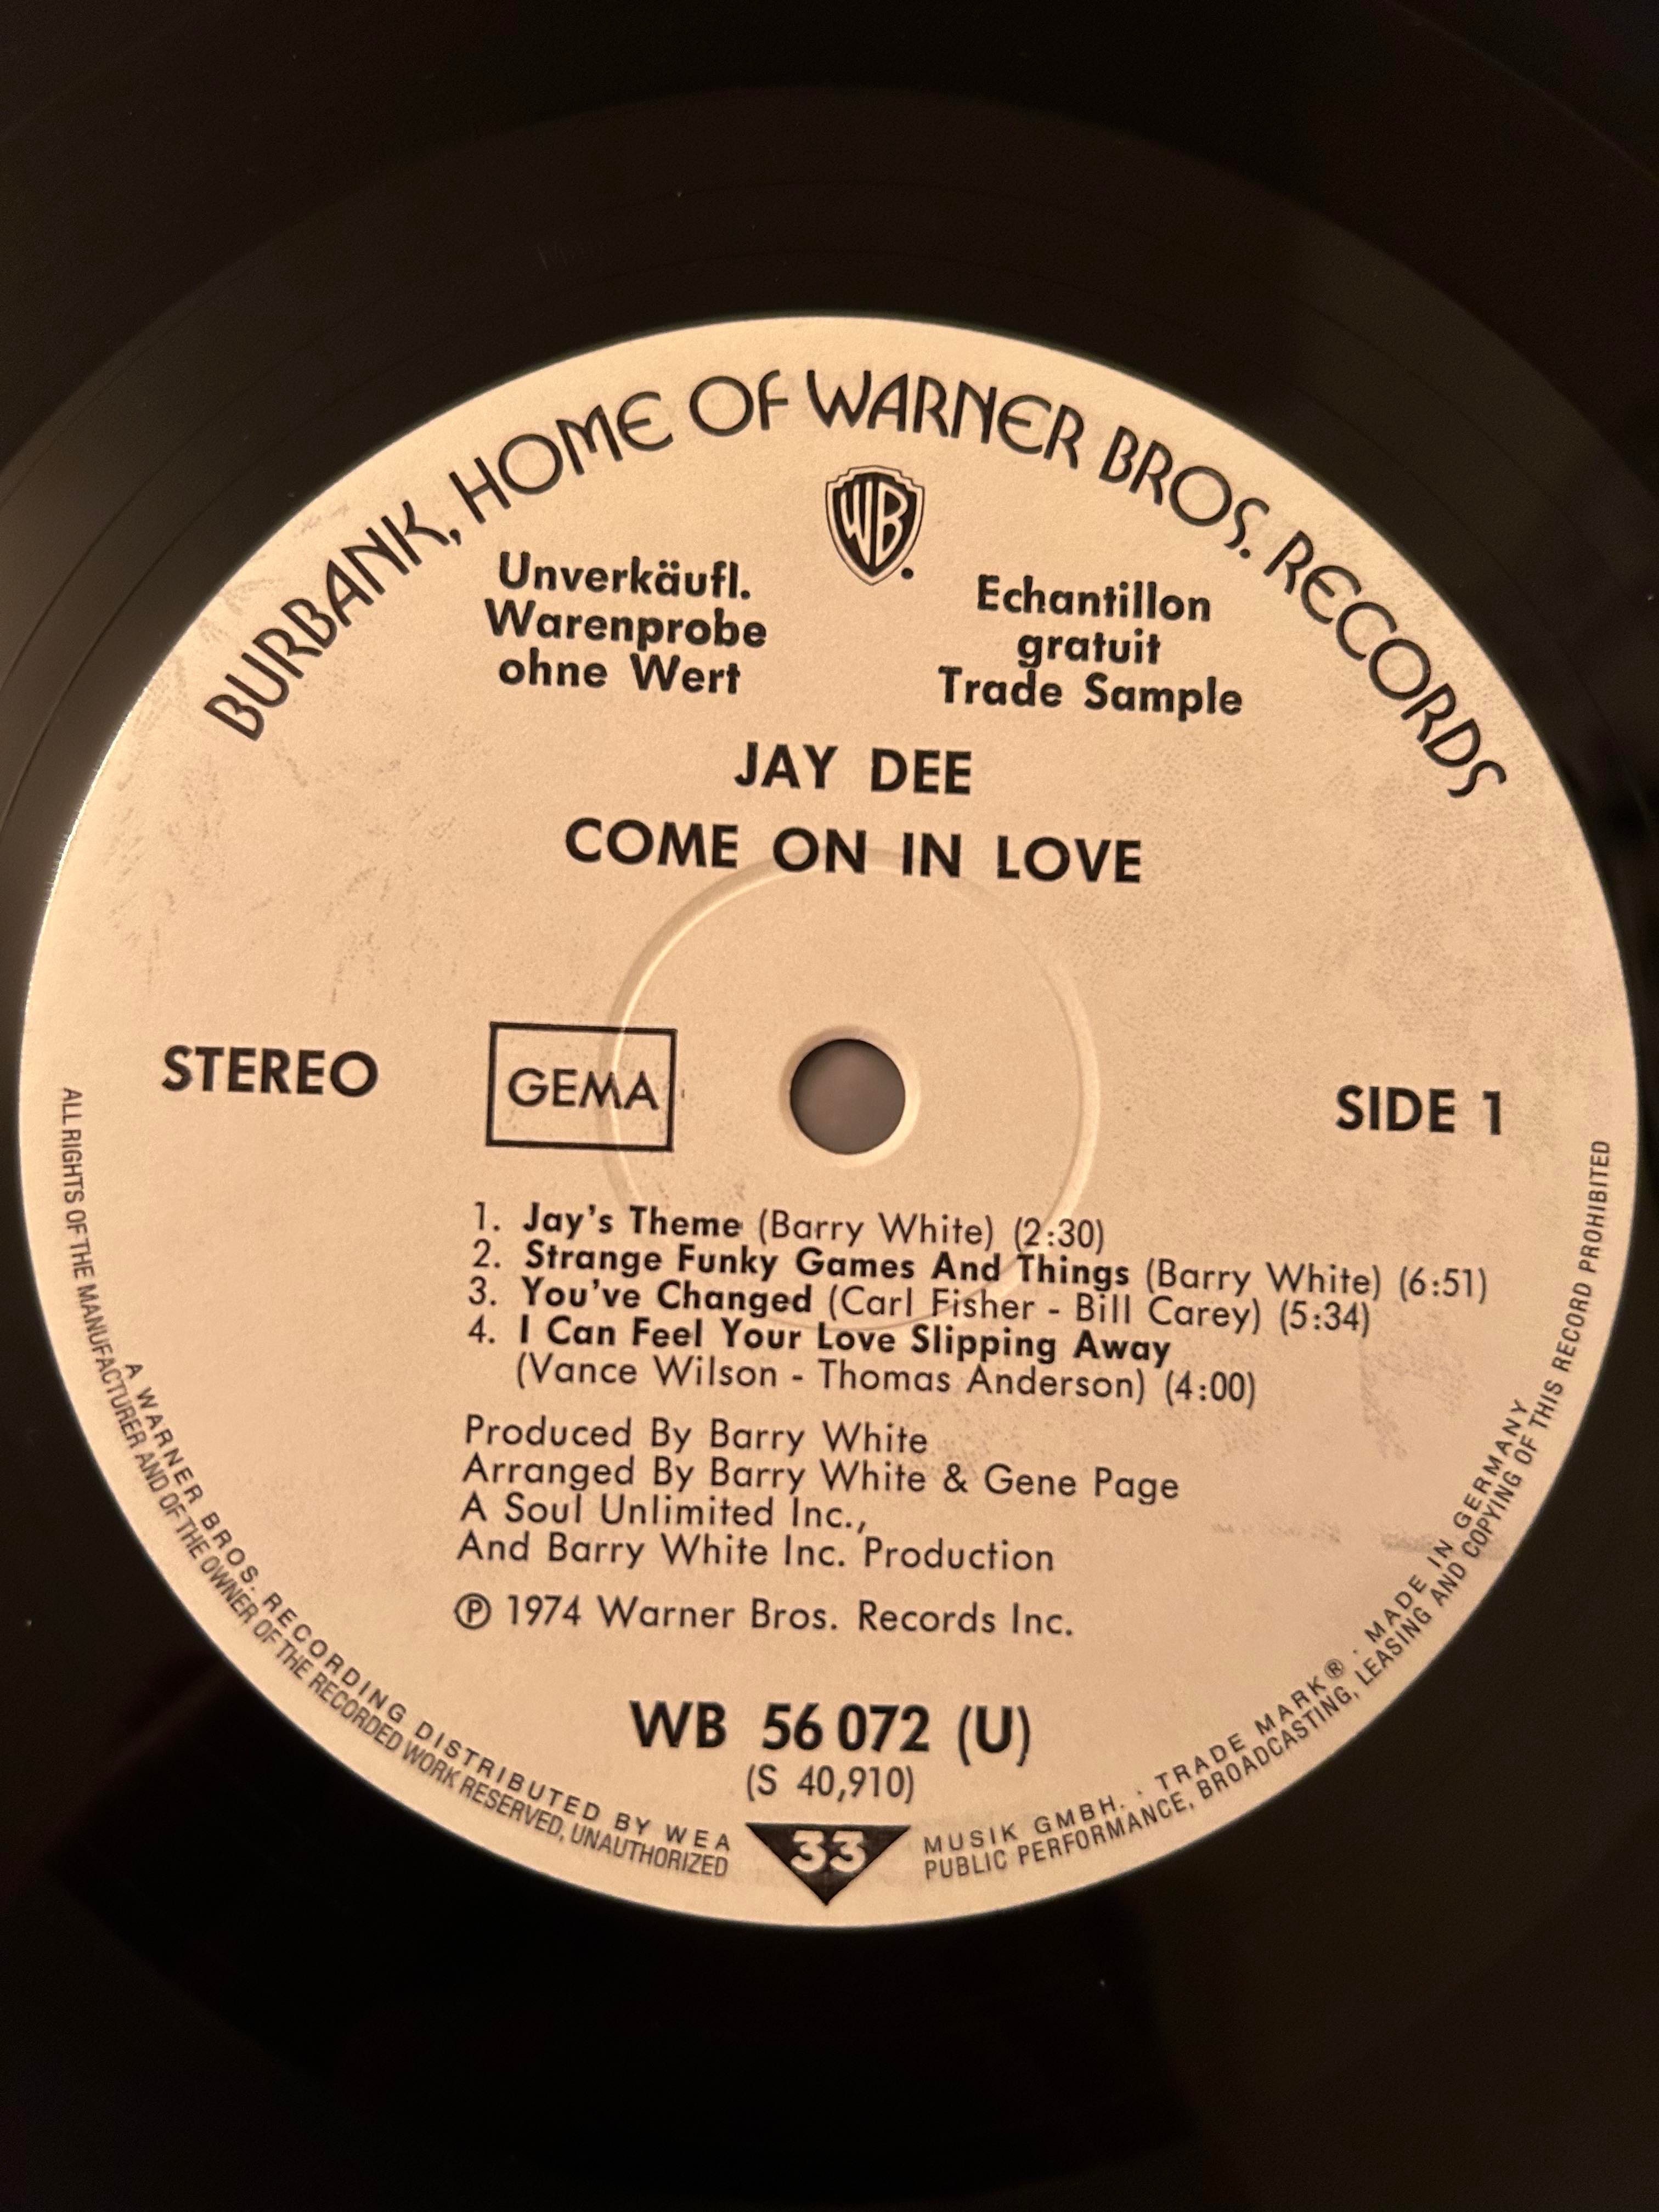 BURBANK, HOME OF WARNER BROS. RECORDS
WB
Unverkäufl.
Warenprobe
ohne Wert
Echantillon
gratuit
Trade Sample
JAY DEE
COME ON IN LOVE
STEREO
GEMA
SIDE 1
1. Jay's Theme (Barry White) (2:30)
2. Strange Funky Games And Things (Barry White) (6:51)
3. You've Changed (Carl Fisher - Bill Carey) (5:34)
4. I Can Feel Your Love Slipping Away
(Vance Wilson - Thomas Anderson) (4:00)
Produced By Barry White
Arranged By Barry White & Gene Page
A Soul Unlimited Inc.,
And Barry White Inc. Production
℗ 1974 Warner Bros. Records Inc.
WB 56 072 (U)
(S 40,910)
33
A WARNER BROS. RECORDING DISTRIBUTED BY WEA MUSIK GMBH. . TRADE MARK® . MADE IN GERMANY
ALL RIGHTS OF THE MANUFACTURER AND OF THE OWNER OF THE RECORDED WORK RESERVED, UNAUTHORIZED PUBLIC PERFORMANCE, BROADCASTING, LEASING AND COPYING OF THIS RECORD PROHIBITED